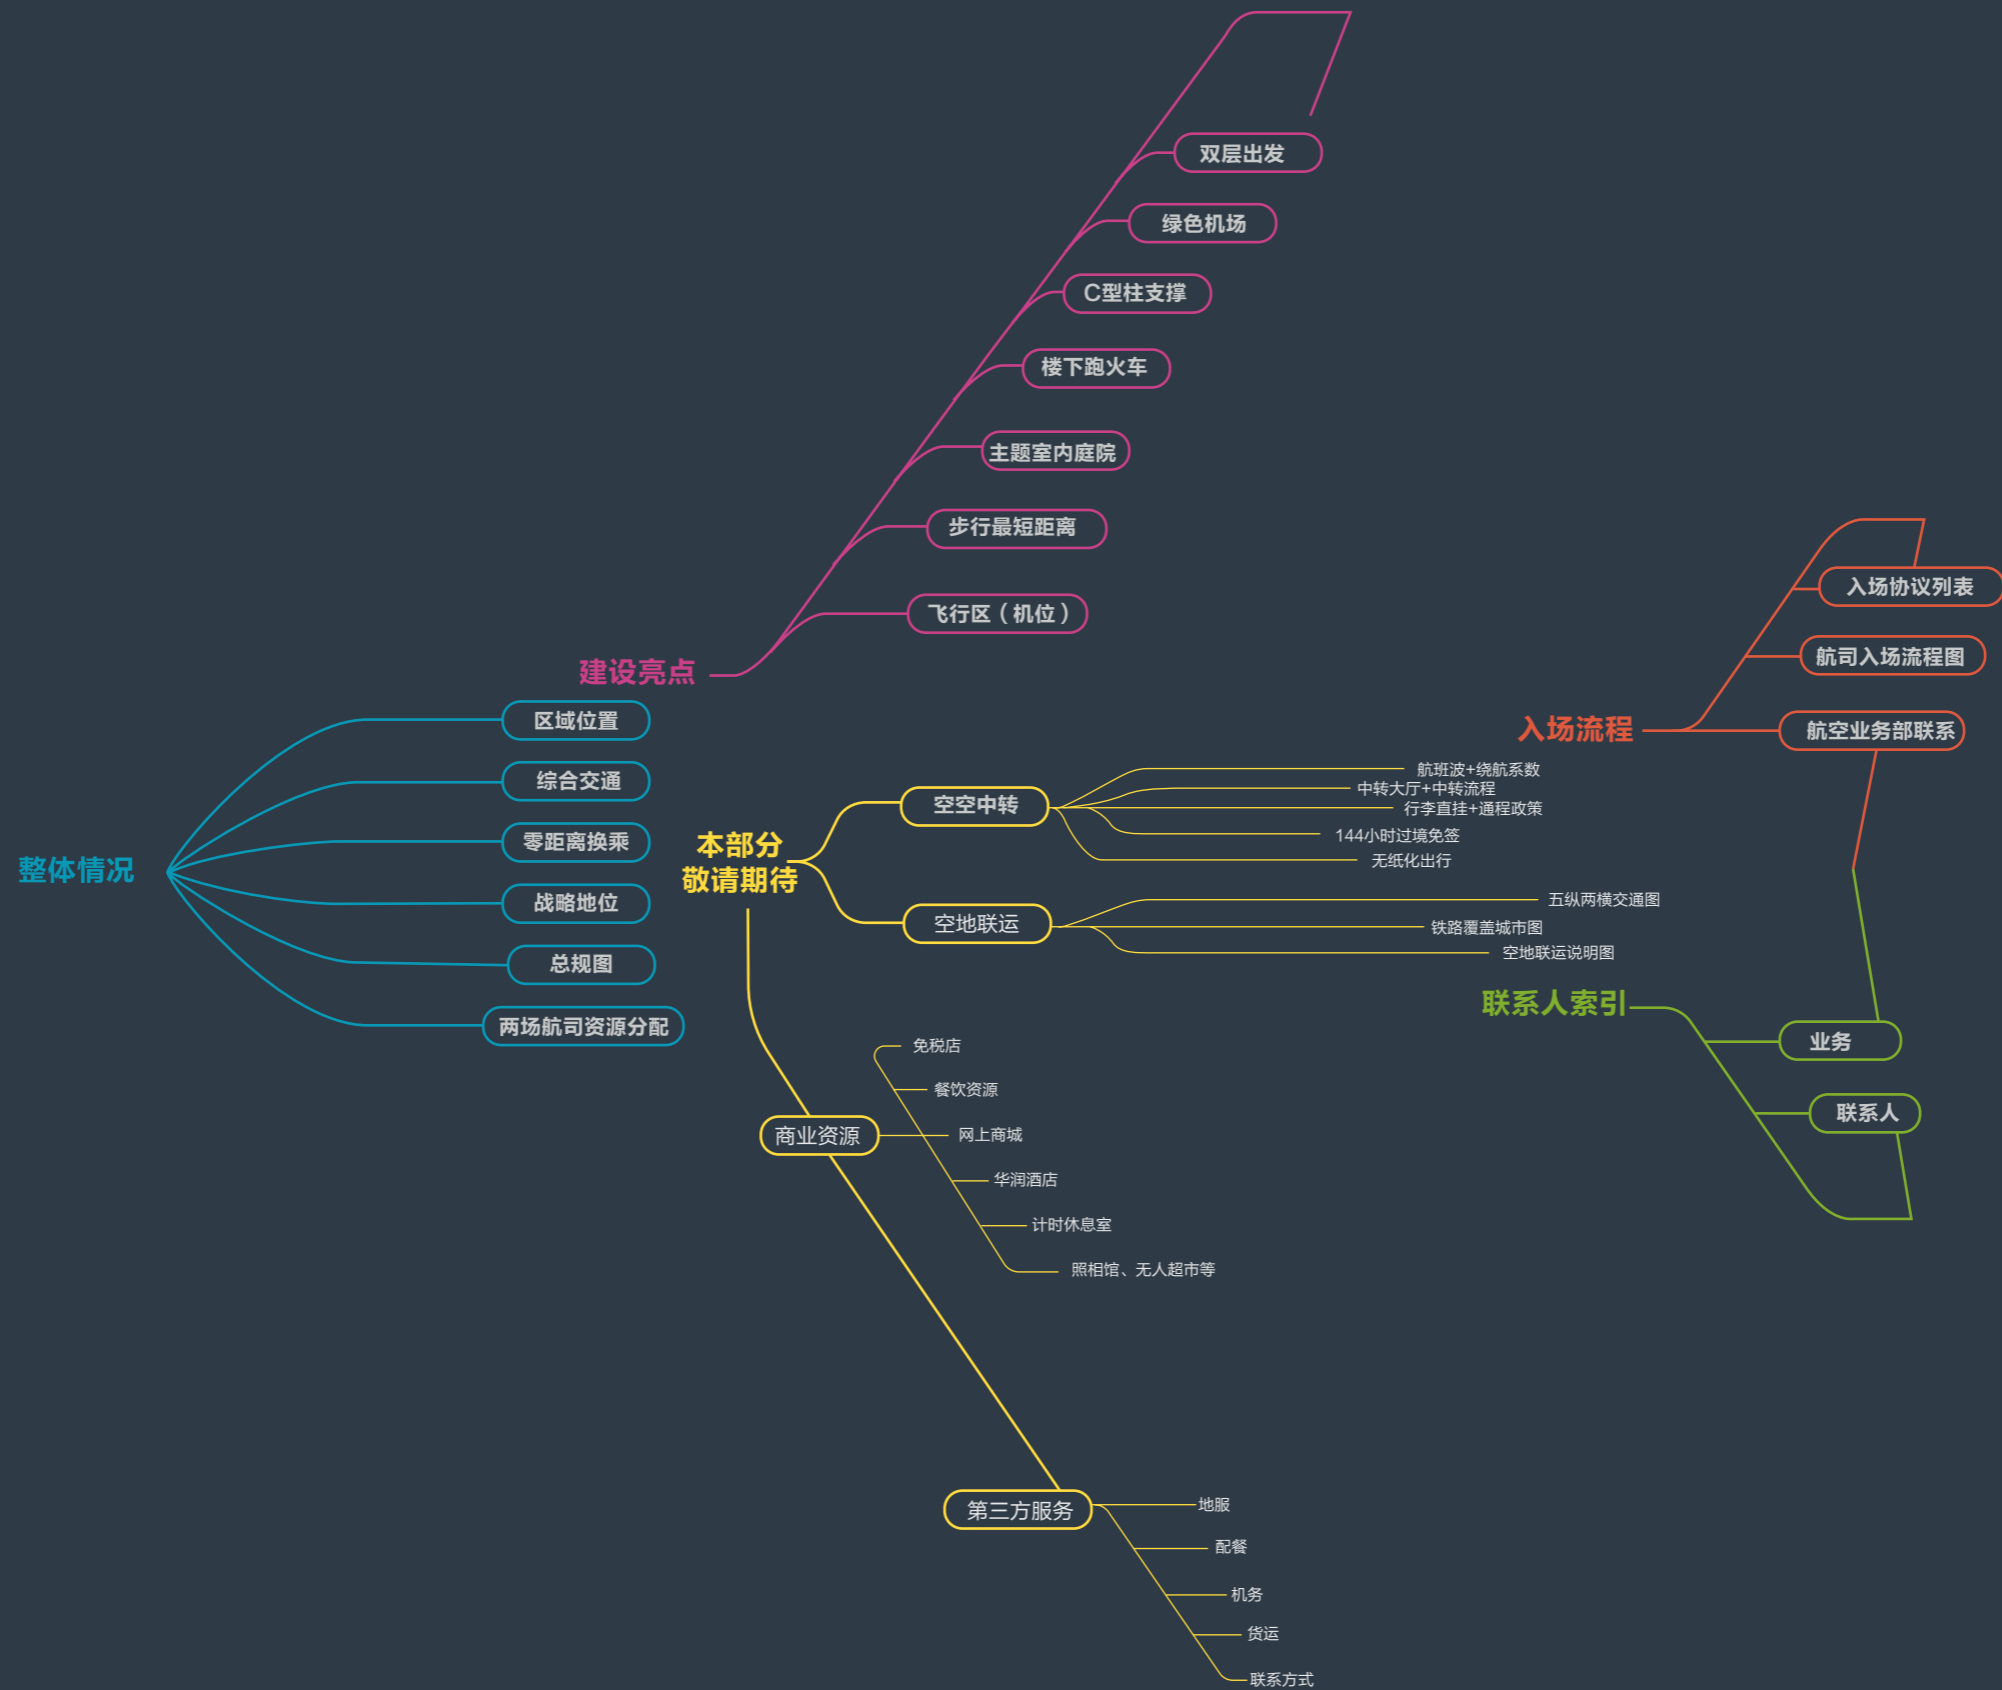 双层出发
绿色机场
C型柱支撑
楼下跑火车
主题室内庭院
步行最短距离
飞行区（机位）
建设亮点
区域位置
综合交通
零距离换乘
整体情况
战略地位
总规图
两场航司资源分配
本部分
敬请期待
空空中转
航班波+绕航系数
中转大厅+中转流程
行李直挂+通程政策
144小时过境免签
无纸化出行
空地联运
五纵两横交通图
铁路覆盖城市图
空地联运说明图
商业资源
免税店
餐饮资源
网上商城
华润酒店
计时休息室
照相馆、无人超市等
第三方服务
地服
配餐
机务
货运
联系方式
入场流程
入场协议列表
航司入场流程图
航空业务部联系
联系人索引
业务
联系人